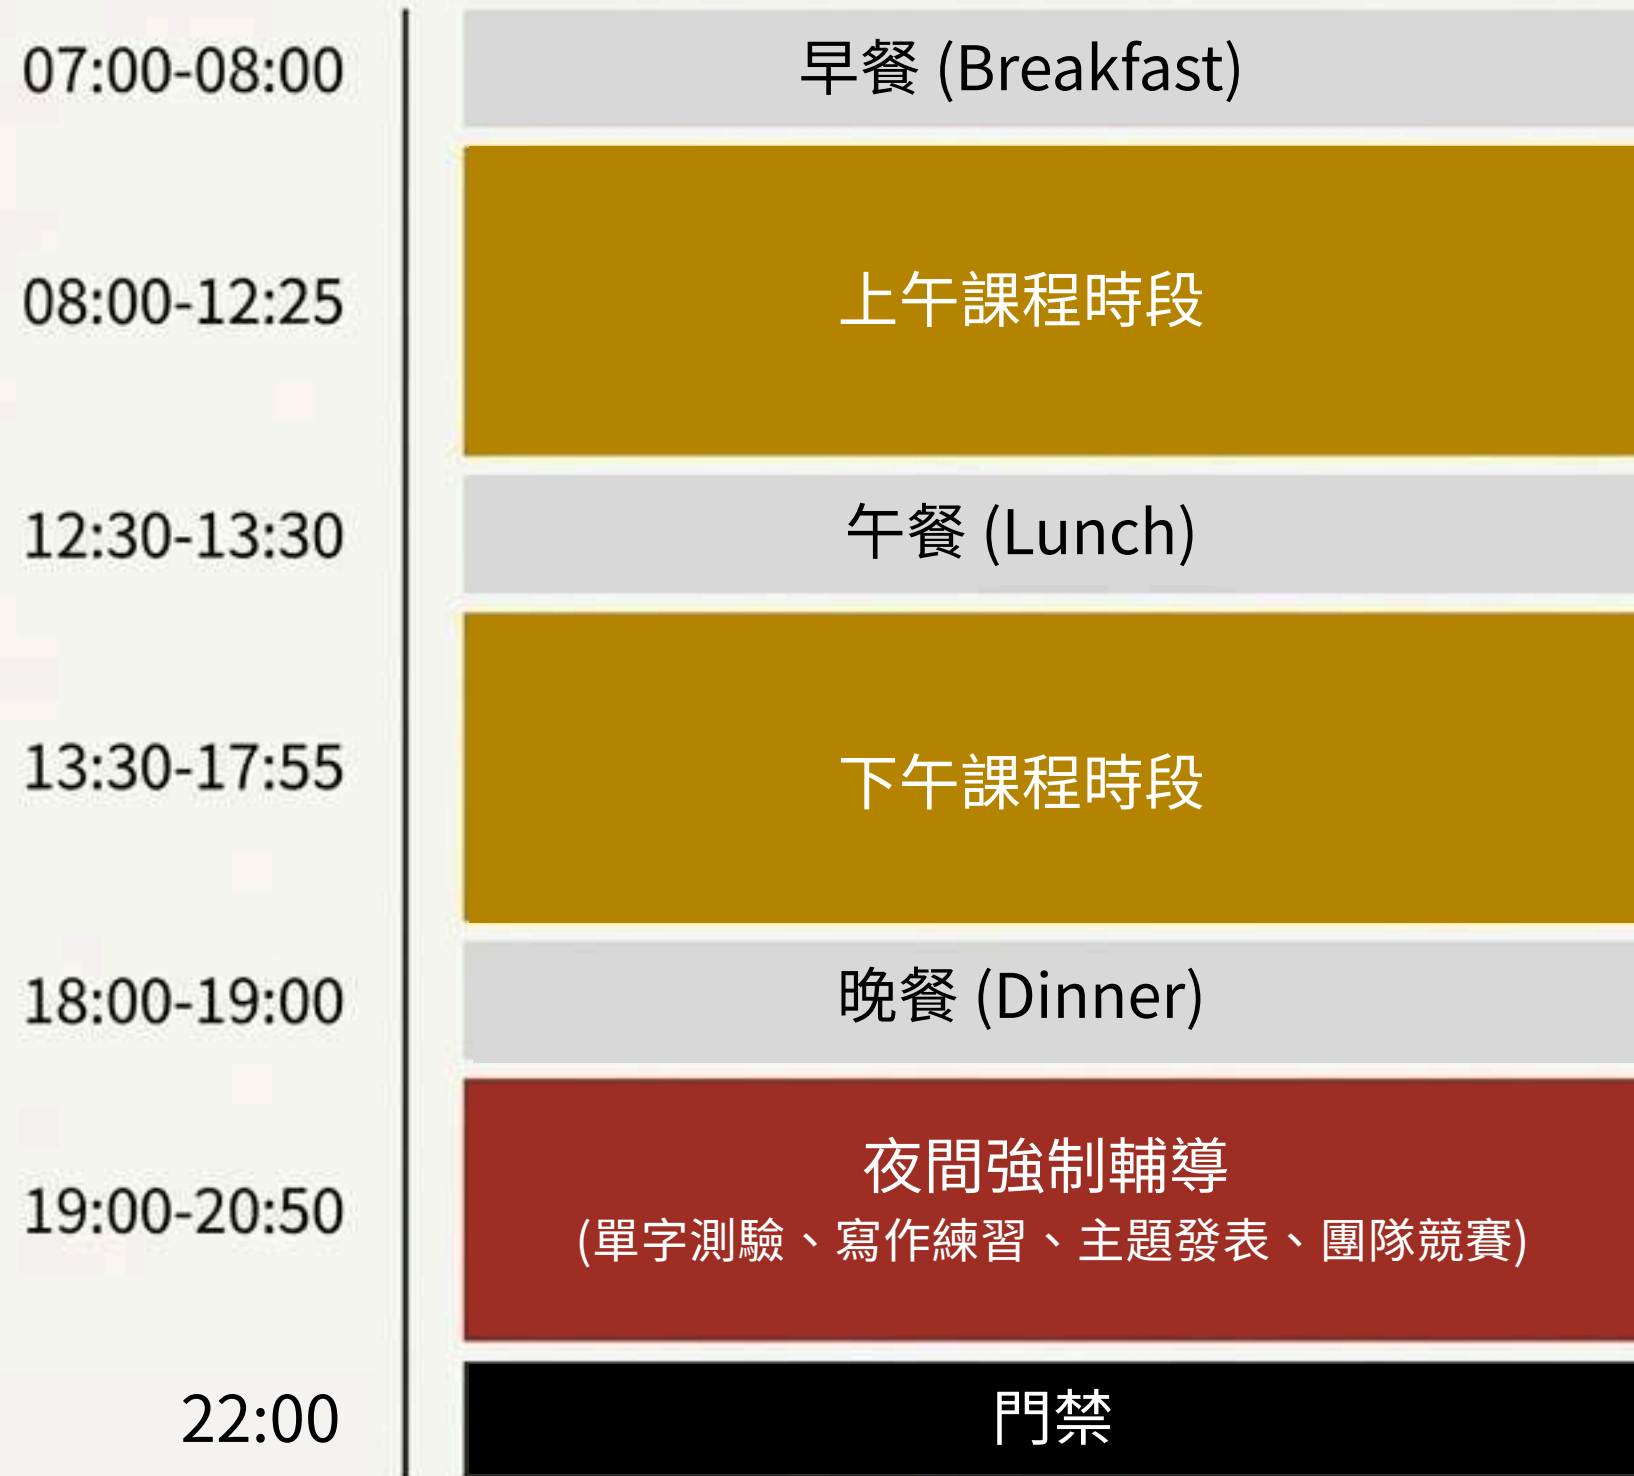 07:00-08:00
早餐 (Breakfast)
08:00-12:25
上午課程時段
12:30-13:30
午餐 (Lunch)
13:30-17:55
下午課程時段
18:00-19:00
晚餐 (Dinner)
19:00-20:50
夜間強制輔導
(單字測驗、寫作練習、主題發表、團隊競賽)
22:00
門禁